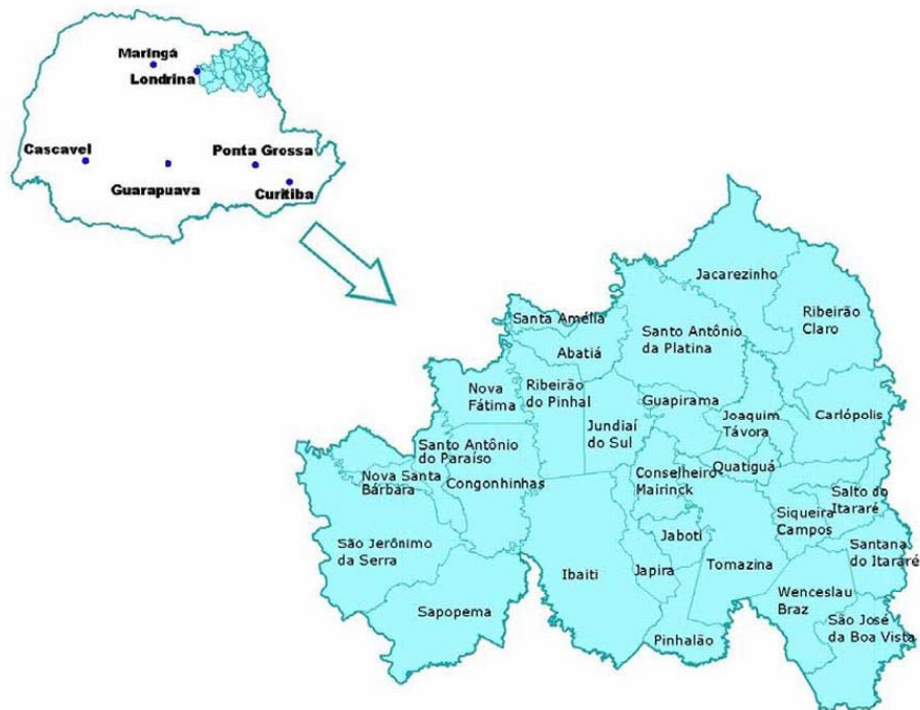 Maringá
Londrina
Cascavel
Ponta Grossa
Guarapuava
Curitiba
Jacarezinho
Santa Amélia
Ribeirão
Claro
Santo Antônio
da Platina
Abatiá
Nova
Fátima
Ribeirão
do Pinhal
Guapirama
Jundiaí
do Sul
Joaquim
Távora
Carlópolis
Santo Antônio
do Paraíso
Nova Santa
Bárbara
Congonhinhas
Conselheiro
Mairinck
Quatiguá
Salto do
Itararé
Siqueira
Campos
São Jerônimo
da Serra
Jaboti
Santana
do Itararé
Ibaiti
Japira
Tomazina
Wenceslau
Braz
Sapopema
São José
da Boa Vista
Pinhalão